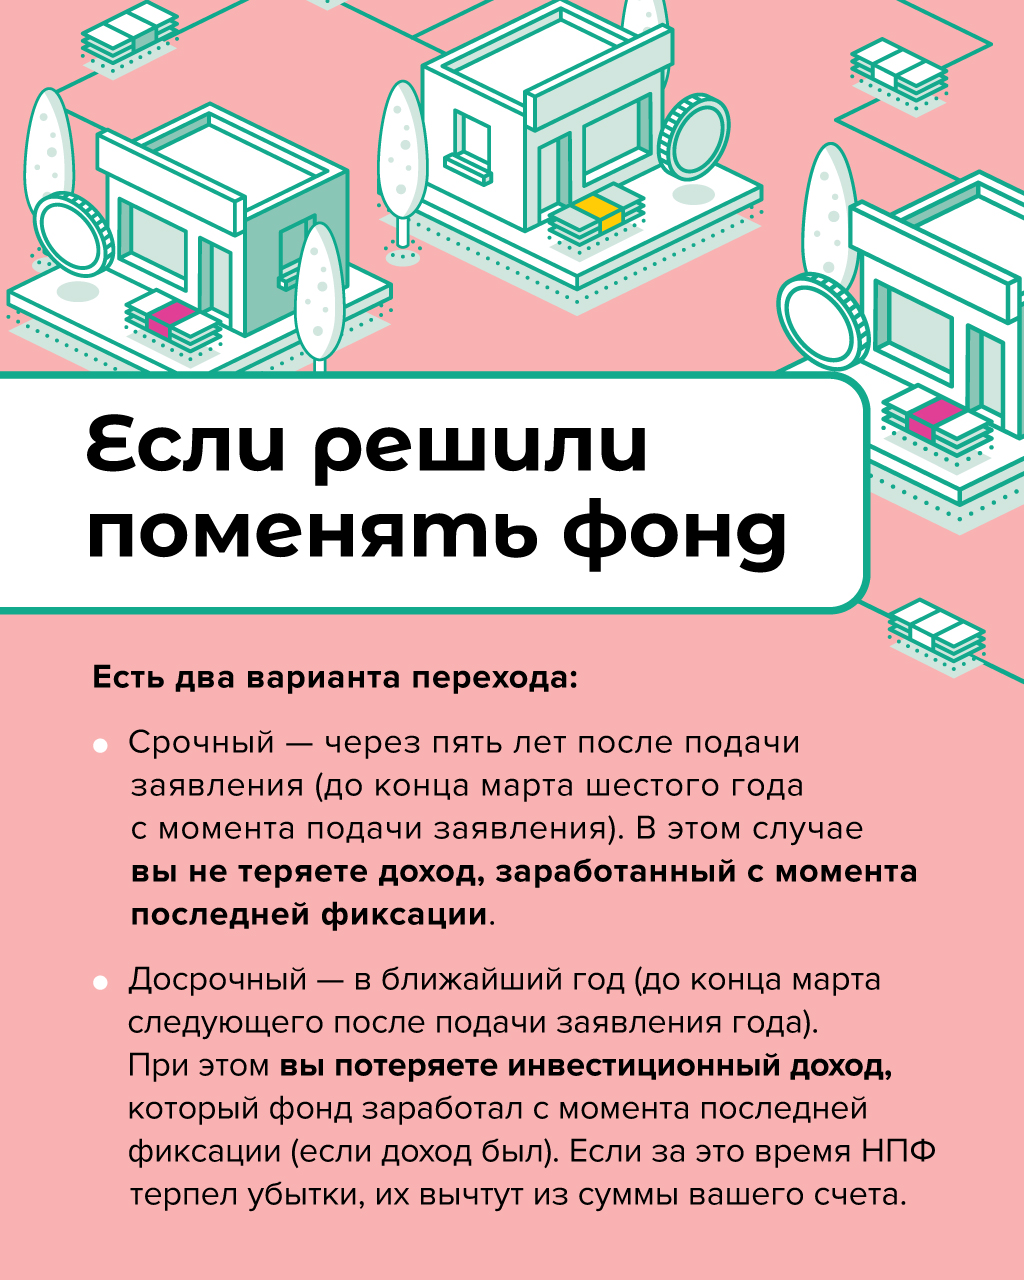 Если решили
поменять фонд
Есть два варианта перехода:
Срочный — через пять лет после подачи
заявления (до конца марта шестого года
с момента подачи заявления). В этом случае
вы не теряете доход, заработанный с момента
последней фиксации.
Досрочный — в ближайший год (до конца марта
следующего после подачи заявления года).
При этом вы потеряете инвестиционный доход,
который фонд заработал с момента последней
фиксации (если доход был). Если за это время НПФ
терпел убытки, их вычтут из суммы вашего счета.